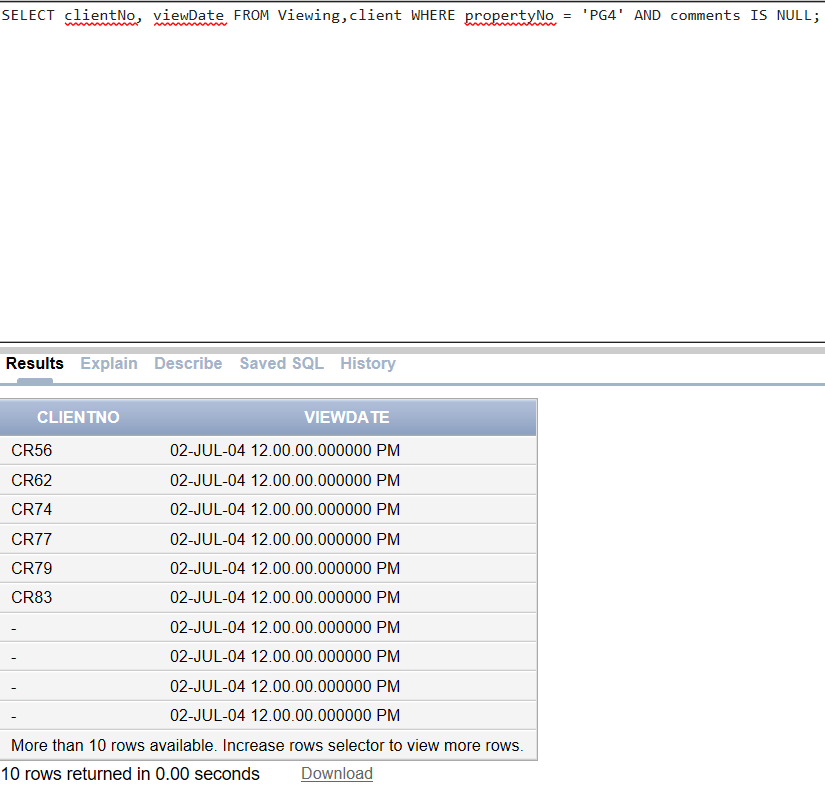 SELECT clientNo, viewDate FROM Viewing,client WHERE propertyNo = 'PG4' AND comments IS NULL;
Results Explain Describe Saved SQL History
CLIENTNO VIEWDATE
CR56 02-JUL-04 12.00.00.000000 PM
CR62 02-JUL-04 12.00.00.000000 PM
CR74 02-JUL-04 12.00.00.000000 PM
CR77 02-JUL-04 12.00.00.000000 PM
CR79 02-JUL-04 12.00.00.000000 PM
CR83 02-JUL-04 12.00.00.000000 PM
- 02-JUL-04 12.00.00.000000 PM
- 02-JUL-04 12.00.00.000000 PM
- 02-JUL-04 12.00.00.000000 PM
- 02-JUL-04 12.00.00.000000 PM
More than 10 rows available. Increase rows selector to view more rows.
10 rows returned in 0.00 seconds Download